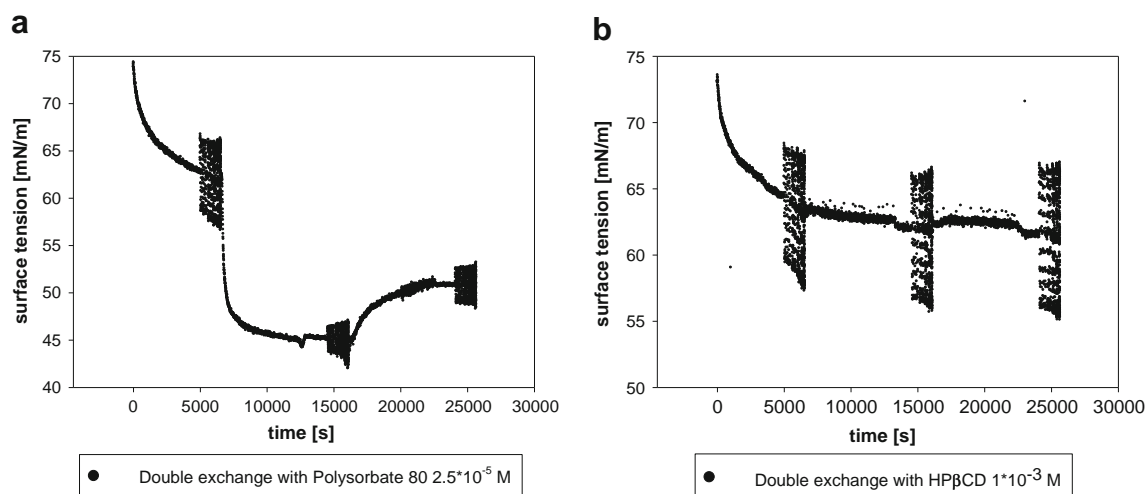 a
75
70
65
60
55
50
45
40
surface tension [mN/m]
0 5000 10000 15000 20000 25000 30000
time [s]
● Double exchange with Polysorbate 80 2.5*10⁻⁵ M
b
75
70
65
60
55
50
surface tension [mN/m]
0 5000 10000 15000 20000 25000 30000
time [s]
● Double exchange with HPβCD 1*10⁻³ M